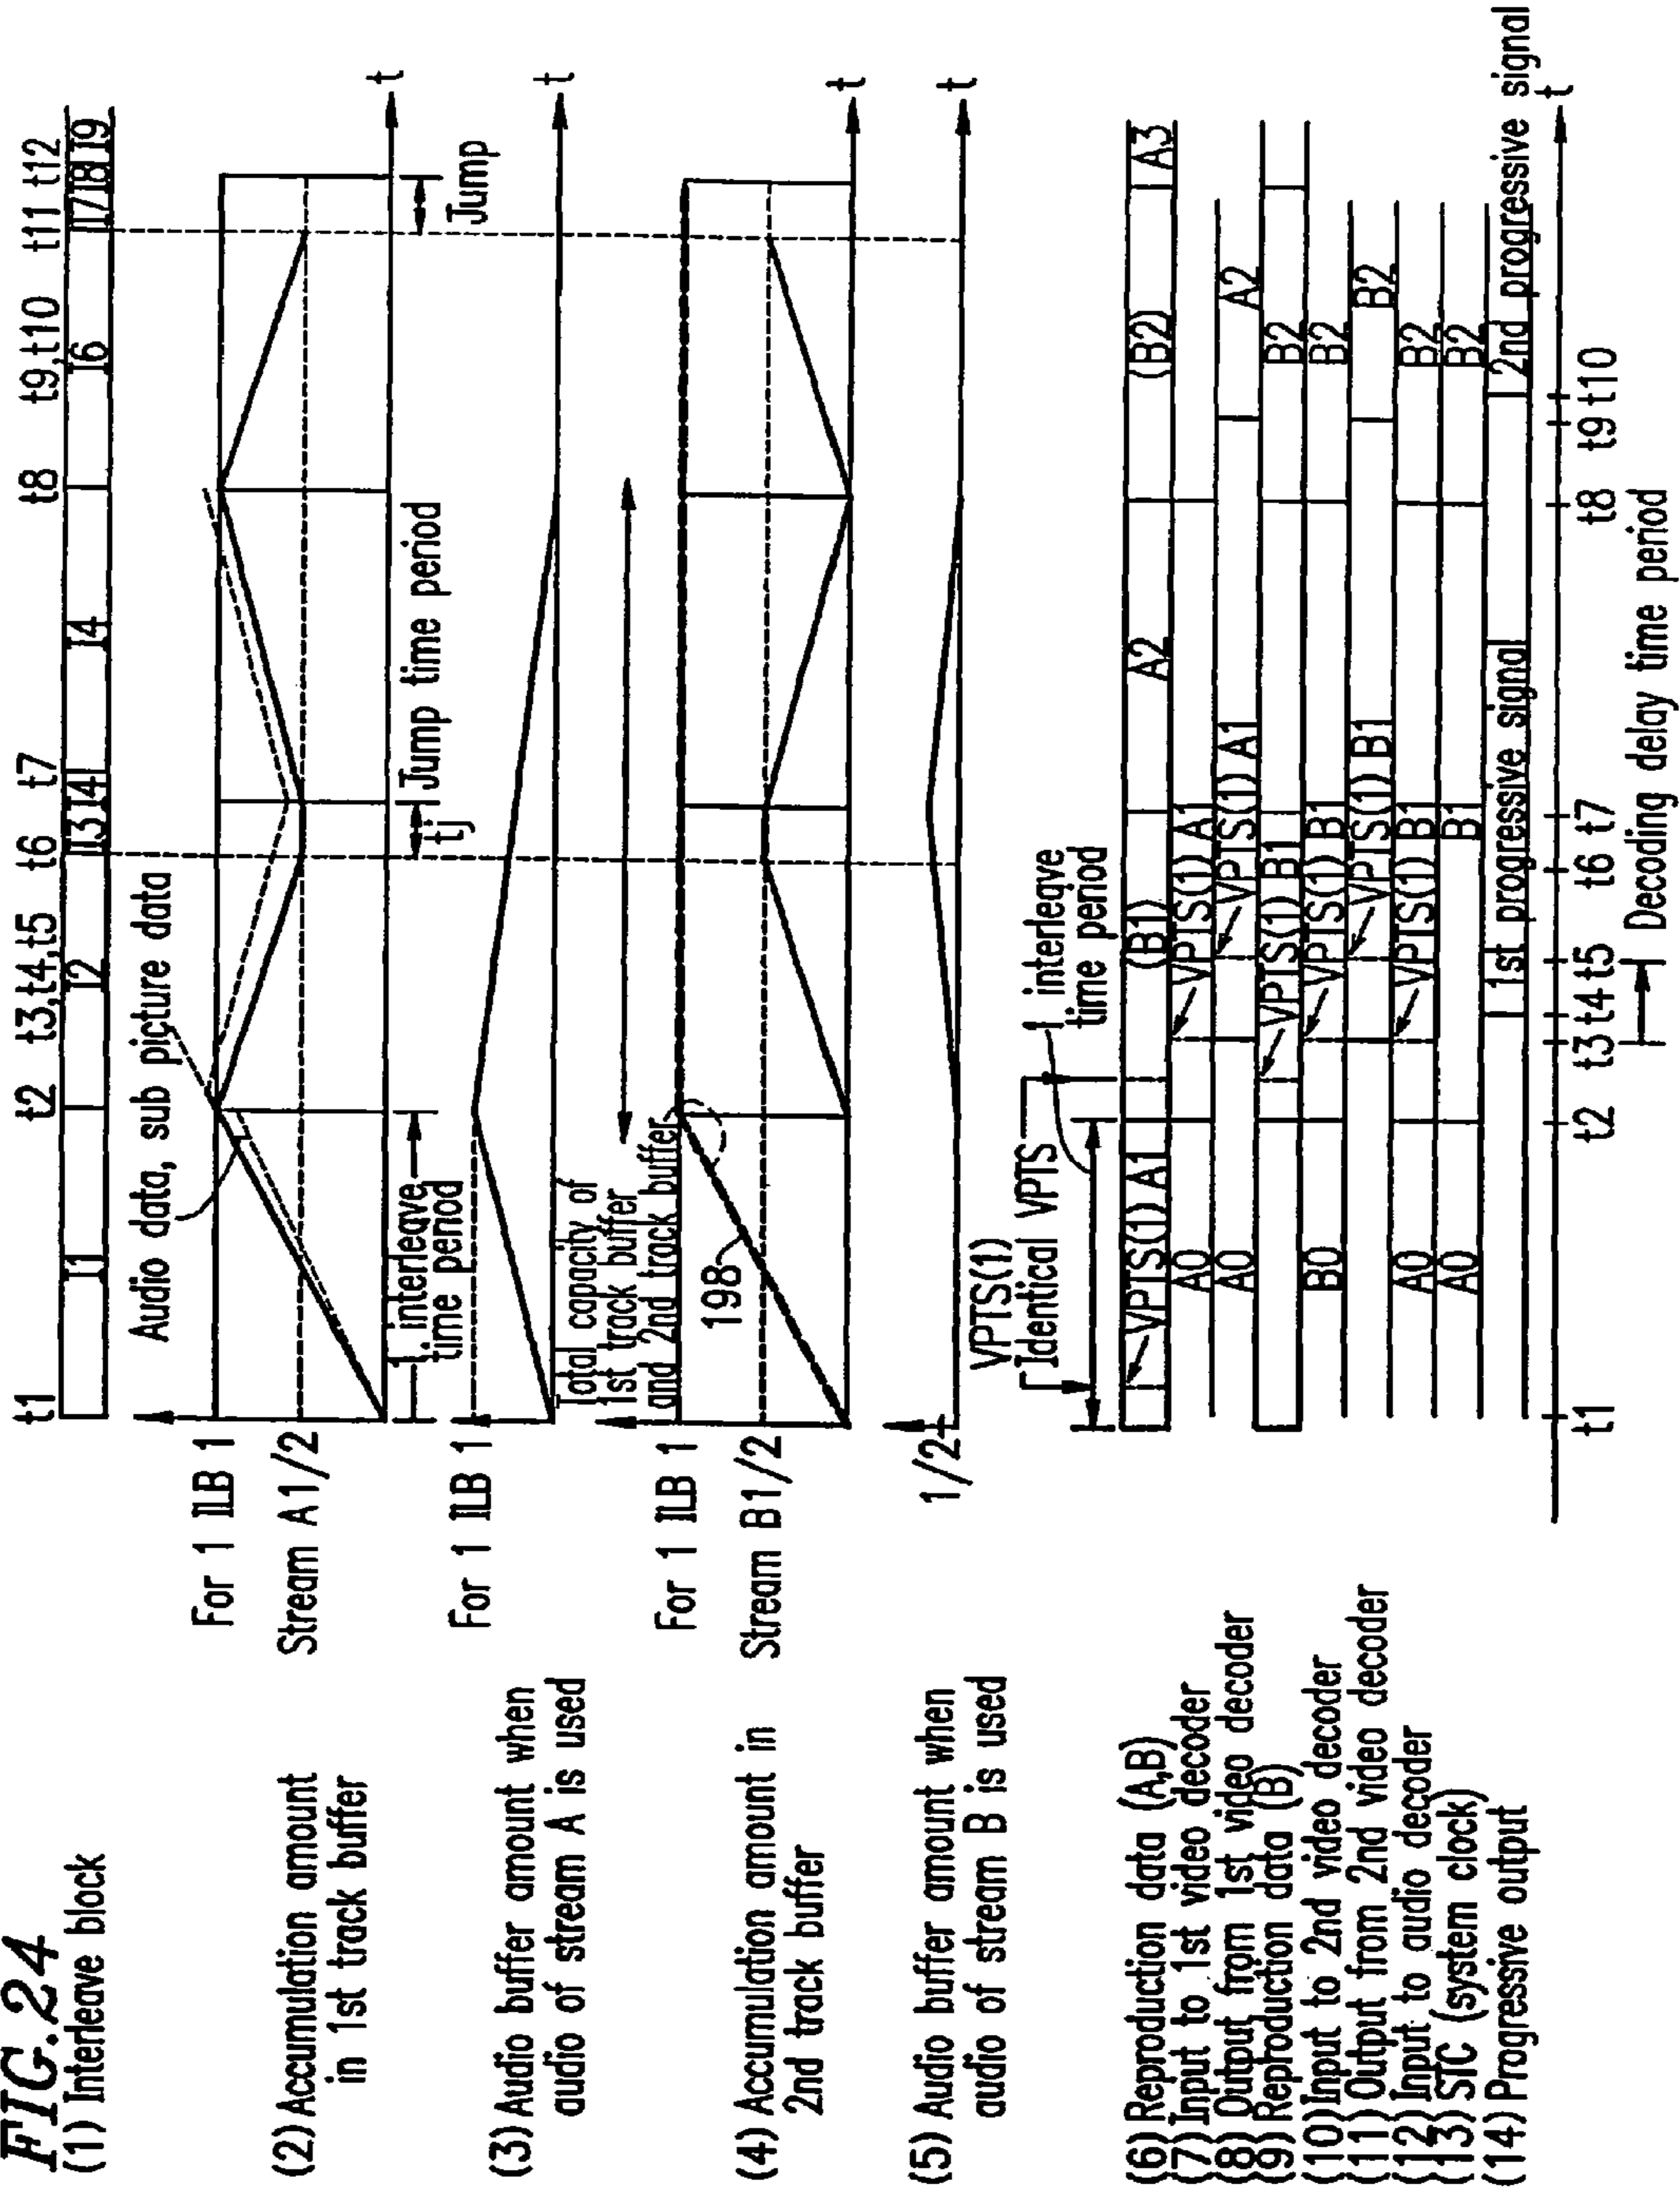 FIG.24
(1) Interleave block
t1 t2 t3,t4,t5 t6 t7 t8 t9,t10 t11 t12
I1 I2 I3 I4 I4 I6 I7 I8 I9
Audio data, sub picture data
(2) Accumulation amount
in 1st track buffer
For 1 ILB 1
Stream A1/2
1 interleave
time period
tj
Jump time period
Jump
t
(3) Audio buffer amount when
audio of stream A is used
For 1 ILB 1
t
Total capacity of
1st track buffer
and 2nd track buffer
(4) Accumulation amount in
2nd track buffer
For 1 ILB 1
Stream B1/2
198
t
(5) Audio buffer amount when
audio of stream B is used
1/2
t
VPTS(1)
Identical VPTS
1 interleave
time period
(6) Reproduction data (A,B)
VPTS(1) A1 (B1) A2 (B2) A3
(7) Input to 1st video decoder
A0 VPTS(1) A1
(8) Output from 1st video decoder
A0 VPTS(1) A1 A2
(9) Reproduction data (B)
VPTS(1) B1 B2
(10) Input to 2nd video decoder
B0 VPTS(1) B1 B2
(11) Output from 2nd video decoder
VPTS(1) B1 B2
(12) Input to audio decoder
A0 VPTS(1) B1 B2
(13) STC (system clock)
A0 B1 B2
(14) Progressive output
1st progressive signal 2nd progressive signal
t
t1 t2 t3 t4 t5 t6 t7 t8 t9 t10
Decoding delay time period